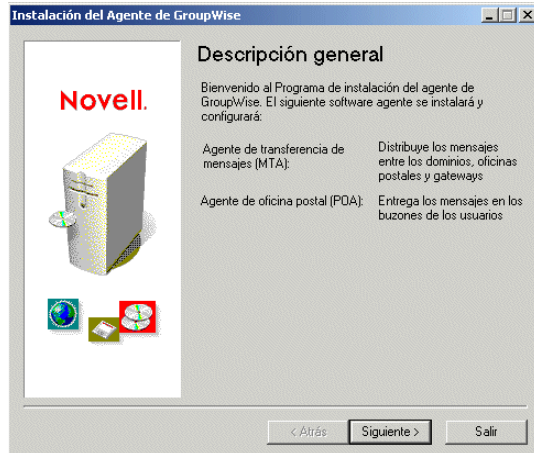 Instalación del Agente de GroupWise
Novell.
Descripción general
Bienvenido al Programa de instalación del agente de
GroupWise. El siguiente software agente se instalará y
configurará:
Agente de transferencia de
mensajes (MTA):
Distribuye los mensajes
entre los dominios, oficinas
postales y gateways
Agente de oficina postal (POA):
Entrega los mensajes en los
buzones de los usuarios
< Atrás
Siguiente >
Salir